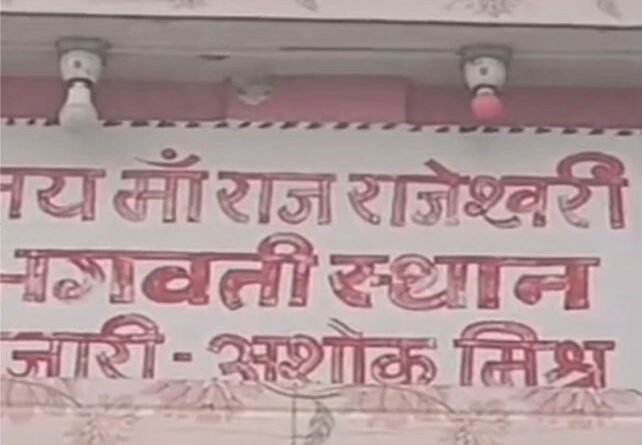 जय माँ राज राजेश्वरी
भगवती स्थान
पुजारी - अशोक मिश्र